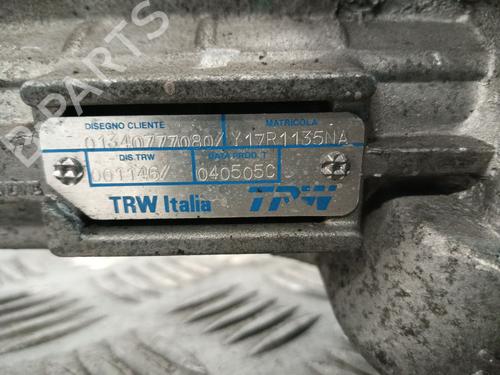 DISEGNO CLIENTE MATRICOLA
01340777080/ Y17R1135NA
DIS.TRW DATA PROD. T
001146/ 040505C
TRW Italia TRW